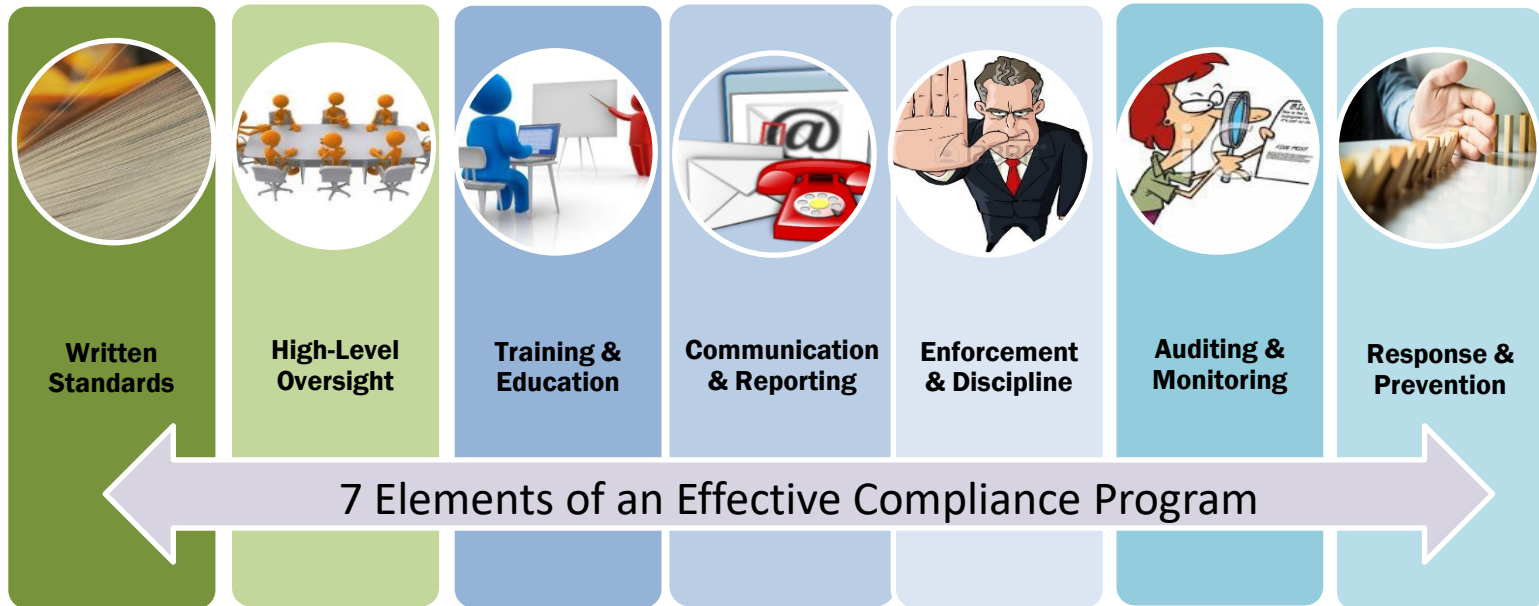 Written
Standards
High-Level
Oversight
Training &
Education
Communication
& Reporting
Enforcement
& Discipline
Auditing &
Monitoring
Response &
Prevention
@
7 Elements of an Effective Compliance Program